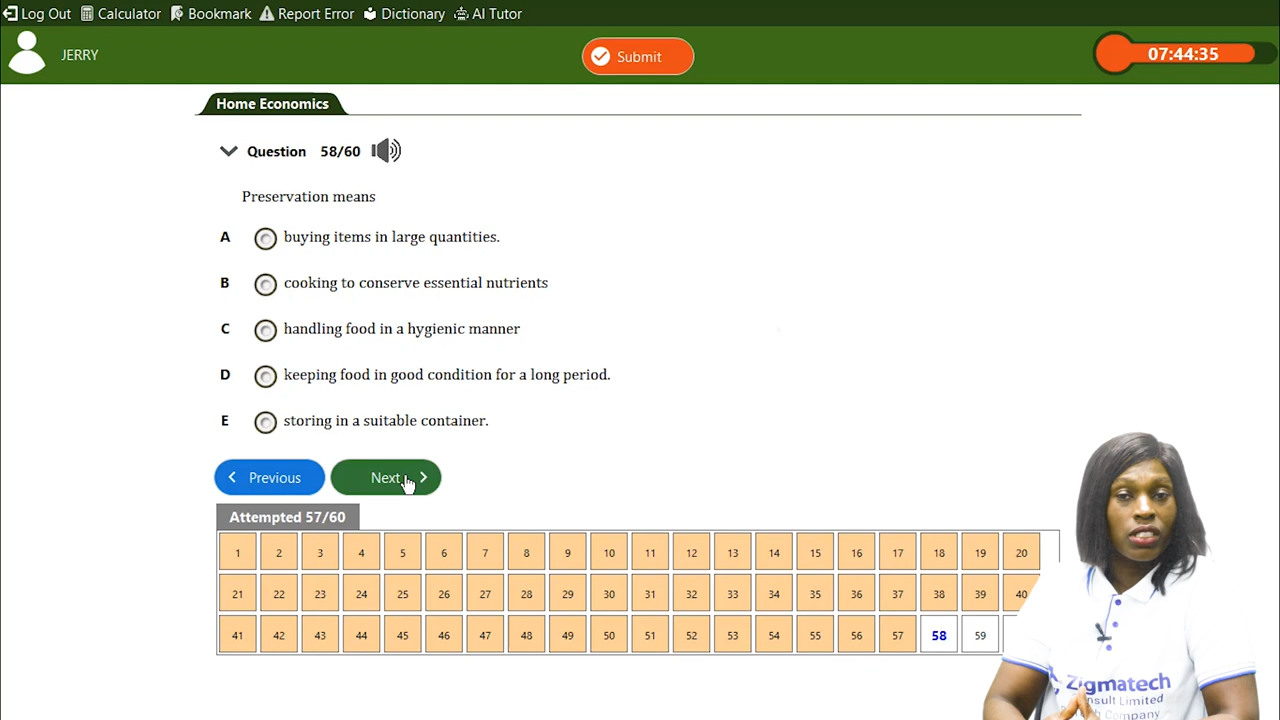 Log Out Calculator Bookmark Report Error Dictionary AI Tutor
JERRY
Submit
07:44:35
Home Economics
Question 58/60
Preservation means
A buying items in large quantities.
B cooking to conserve essential nutrients
C handling food in a hygienic manner
D keeping food in good condition for a long period.
E storing in a suitable container.
Previous Next
Attempted 57/60
1 2 3 4 5 6 7 8 9 10 11 12 13 14 15 16 17 18 19 20
21 22 23 24 25 26 27 28 29 30 31 32 33 34 35 36 37 38 39 40
41 42 43 44 45 46 47 48 49 50 51 52 53 54 55 56 57 58 59
Zigmatech
nsult Limited
Company